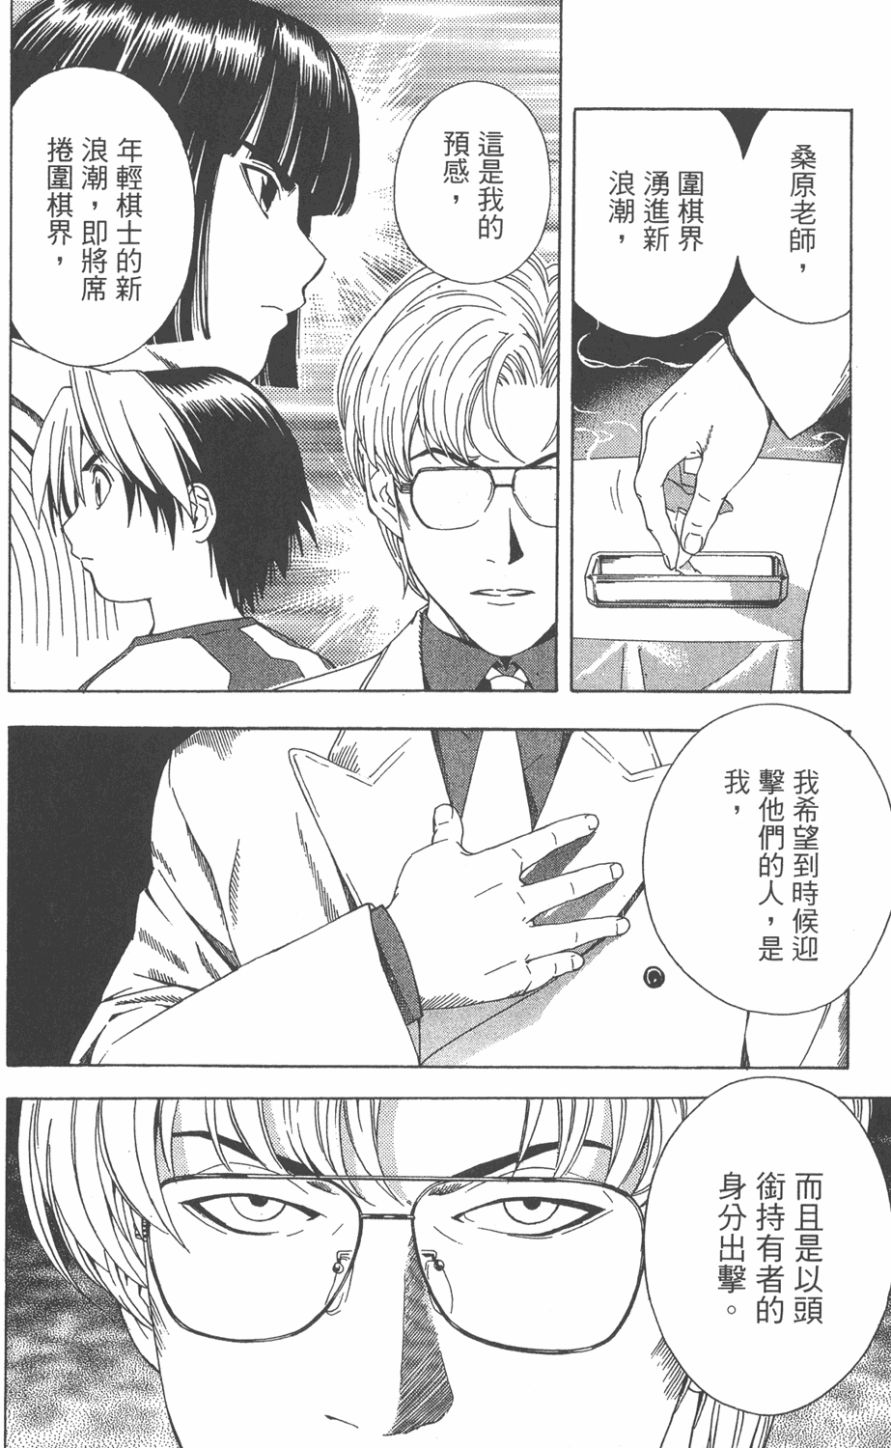 桑原老師，
圍棋界
湧進新
浪潮，
這是我的
預感，
年輕棋士的新
浪潮，即將席
捲圍棋界，
我希望到時候迎
擊他們的人，是
我，
而且是以頭
銜持有者的
身分出擊。